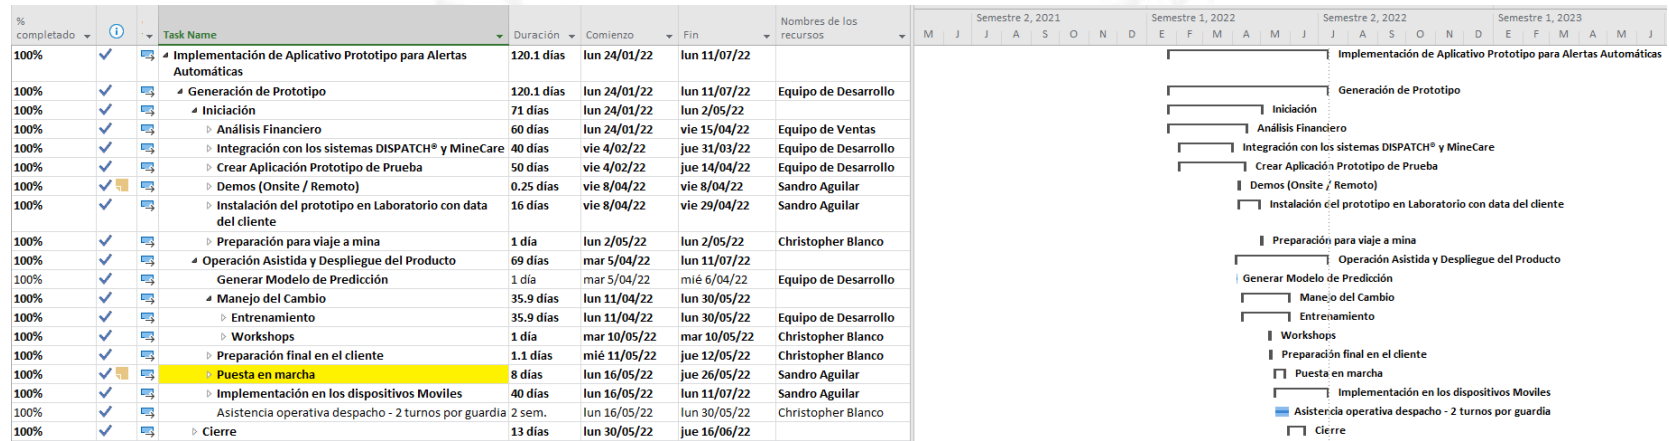 % completado Task Name Duración Comienzo Fin Nombres de los recursos
Semestre 2, 2021 Semestre 1, 2022 Semestre 2, 2022 Semestre 1, 2023
M J J A S O N D E F M A M J J A S O N D E F M A M J
100% Implementación de Aplicativo Prototipo para Alertas Automáticas 120.1 días lun 24/01/22 lun 11/07/22 Implementación de Aplicativo Prototipo para Alertas Automáticas
100% Generación de Prototipo 120.1 días lun 24/01/22 lun 11/07/22 Equipo de Desarrollo Generación de Prototipo
100% Iniciación 71 días lun 24/01/22 lun 2/05/22 Iniciación
100% Análisis Financiero 60 días lun 24/01/22 vie 15/04/22 Equipo de Ventas Análisis Financiero
100% Integración con los sistemas DISPATCH® y MineCare 40 días vie 4/02/22 jue 31/03/22 Equipo de Desarrollo Integración con los sistemas DISPATCH® y MineCare
100% Crear Aplicación Prototipo de Prueba 50 días vie 4/02/22 jue 14/04/22 Equipo de Desarrollo Crear Aplicación Prototipo de Prueba
100% Demos (Onsite / Remoto) 0.25 días vie 8/04/22 vie 8/04/22 Sandro Aguilar Demos (Onsite / Remoto)
100% Instalación del prototipo en Laboratorio con data del cliente 16 días vie 8/04/22 vie 29/04/22 Sandro Aguilar Instalación del prototipo en Laboratorio con data del cliente
100% Preparación para viaje a mina 1 día lun 2/05/22 lun 2/05/22 Christopher Blanco Preparación para viaje a mina
100% Operación Asistida y Despliegue del Producto 69 días mar 5/04/22 lun 11/07/22 Operación Asistida y Despliegue del Producto
100% Generar Modelo de Predicción 1 día mar 5/04/22 mié 6/04/22 Equipo de Desarrollo Generar Modelo de Predicción
100% Manejo del Cambio 35.9 días lun 11/04/22 lun 30/05/22 Manejo del Cambio
100% Entrenamiento 35.9 días lun 11/04/22 lun 30/05/22 Equipo de Desarrollo Entrenamiento
100% Workshops 1 día mar 10/05/22 mar 10/05/22 Christopher Blanco Workshops
100% Preparación final en el cliente 1.1 días mié 11/05/22 jue 12/05/22 Christopher Blanco Preparación final en el cliente
100% Puesta en marcha 8 días lun 16/05/22 jue 26/05/22 Sandro Aguilar Puesta en marcha
100% Implementación en los dispositivos Moviles 40 días lun 16/05/22 lun 11/07/22 Sandro Aguilar Implementación en los dispositivos Moviles
100% Asistencia operativa despacho - 2 turnos por guardia 2 sem. lun 16/05/22 lun 30/05/22 Christopher Blanco Asistencia operativa despacho - 2 turnos por guardia
100% Cierre 13 días lun 30/05/22 jue 16/06/22 Cierre